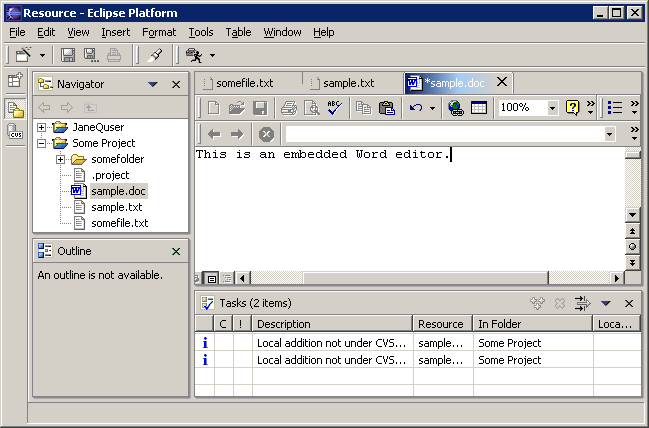 Resource - Eclipse Platform
File Edit View Insert Format Tools Table Window Help
Navigator
JaneQuser
Some Project
somefolder
.project
sample.doc
sample.txt
somefile.txt
CVS
Outline
An outline is not available.
somefile.txt sample.txt *sample.doc
ABC 100%
This is an embedded Word editor.
Tasks (2 items)
C ! Description Resource In Folder Loca...
Local addition not under CVS... sample... Some Project
Local addition not under CVS... sample... Some Project